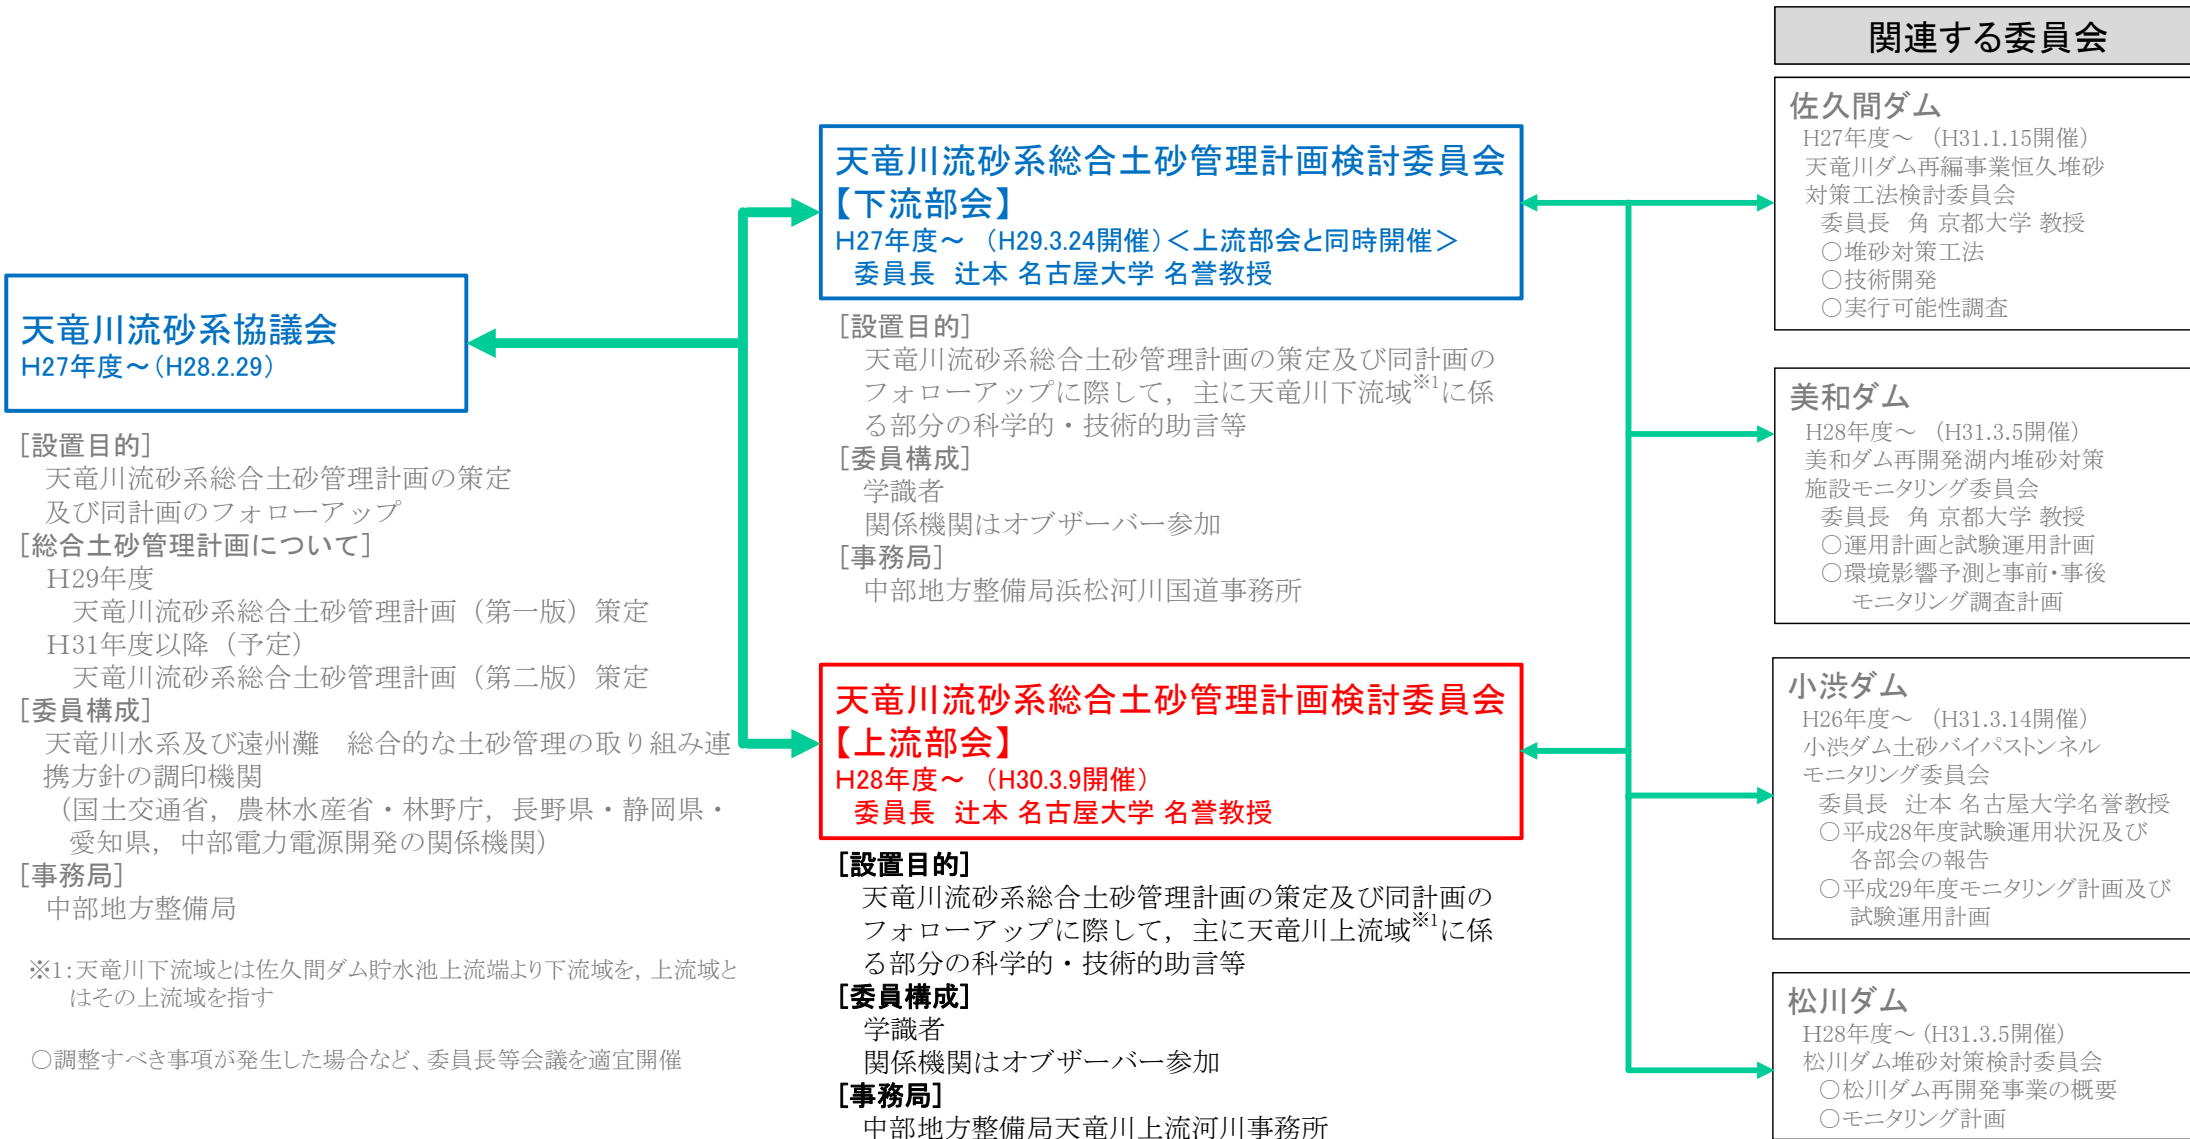 天竜川流砂系協議会
H27年度～（H28.2.29）
［設置目的］
天竜川流砂系総合土砂管理計画の策定
及び同計画のフォローアップ
［総合土砂管理計画について］
H29年度
天竜川流砂系総合土砂管理計画（第一版）策定
H31年度以降（予定）
天竜川流砂系総合土砂管理計画（第二版）策定
［委員構成］
天竜川水系及び遠州灘　総合的な土砂管理の取り組み連
携方針の調印機関
（国土交通省，農林水産省・林野庁，長野県・静岡県・
愛知県，中部電力電源開発の関係機関）
［事務局］
中部地方整備局
※1：天竜川下流域とは佐久間ダム貯水池上流端より下流域を，上流域と
はその上流域を指す
○調整すべき事項が発生した場合など、委員長等会議を適宜開催
天竜川流砂系総合土砂管理計画検討委員会
【下流部会】
H27年度～　（H29.3.24開催）＜上流部会と同時開催＞
委員長　辻本 名古屋大学 名誉教授
［設置目的］
天竜川流砂系総合土砂管理計画の策定及び同計画の
フォローアップに際して，主に天竜川下流域※1に係
る部分の科学的・技術的助言等
［委員構成］
学識者
関係機関はオブザーバー参加
［事務局］
中部地方整備局浜松河川国道事務所
天竜川流砂系総合土砂管理計画検討委員会
【上流部会】
H28年度～　（H30.3.9開催）
委員長　辻本 名古屋大学 名誉教授
［設置目的］
天竜川流砂系総合土砂管理計画の策定及び同計画の
フォローアップに際して，主に天竜川上流域※1に係
る部分の科学的・技術的助言等
［委員構成］
学識者
関係機関はオブザーバー参加
［事務局］
中部地方整備局天竜川上流河川事務所
関連する委員会
佐久間ダム
H27年度～　（H31.1.15開催）
天竜川ダム再編事業恒久堆砂
対策工法検討委員会
委員長　角 京都大学 教授
○堆砂対策工法
○技術開発
○実行可能性調査
美和ダム
H28年度～　（H31.3.5開催）
美和ダム再開発湖内堆砂対策
施設モニタリング委員会
委員長　角 京都大学 教授
○運用計画と試験運用計画
○環境影響予測と事前・事後
モニタリング調査計画
小渋ダム
H26年度～　（H31.3.14開催）
小渋ダム土砂バイパストンネル
モニタリング委員会
委員長　辻本 名古屋大学名誉教授
○平成28年度試験運用状況及び
各部会の報告
○平成29年度モニタリング計画及び
試験運用計画
松川ダム
H28年度～（H31.3.5開催）
松川ダム堆砂対策検討委員会
○松川ダム再開発事業の概要
○モニタリング計画